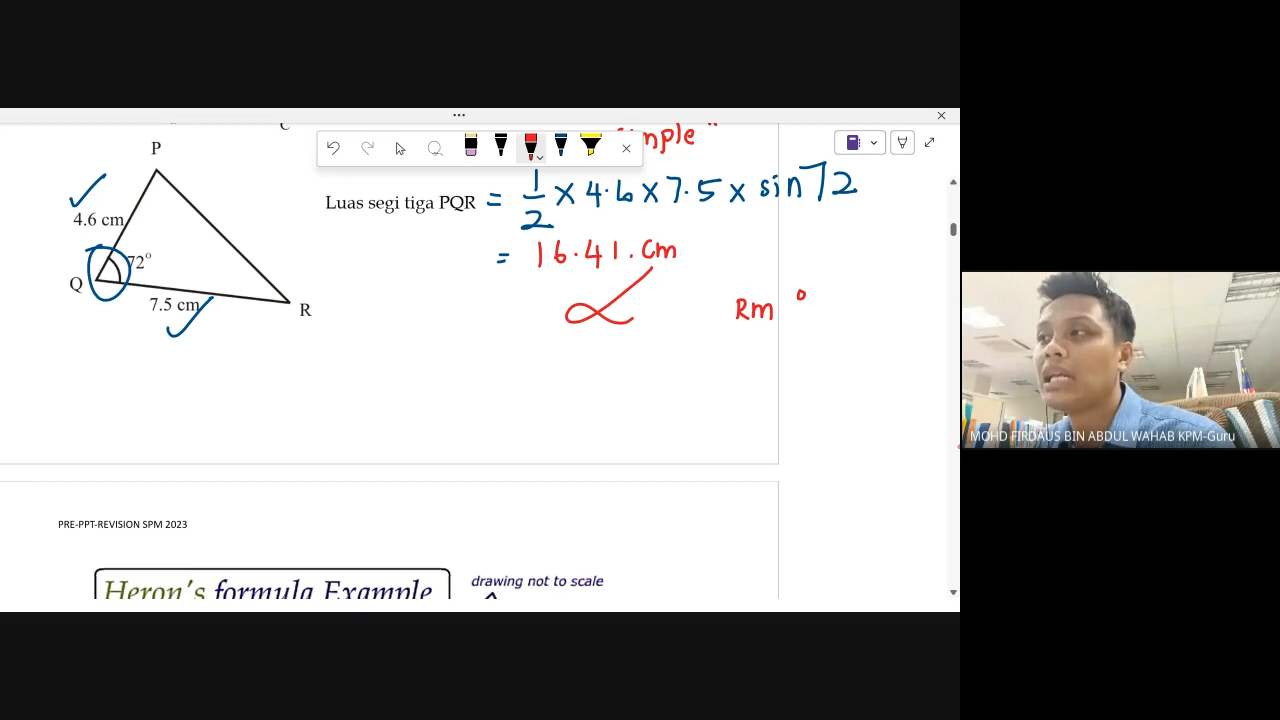 mple"
P
4.6 cm
72°
Q
7.5 cm
R
Luas segi tiga PQR = 1/2 × 4.6 × 7.5 × sin 72
= 16.41. cm
Rm °
PRE-PPT-REVISION SPM 2023
Heron's formula Example
drawing not to scale
MOHD FIRDAUS BIN ABDUL WAHAB KPM-Guru